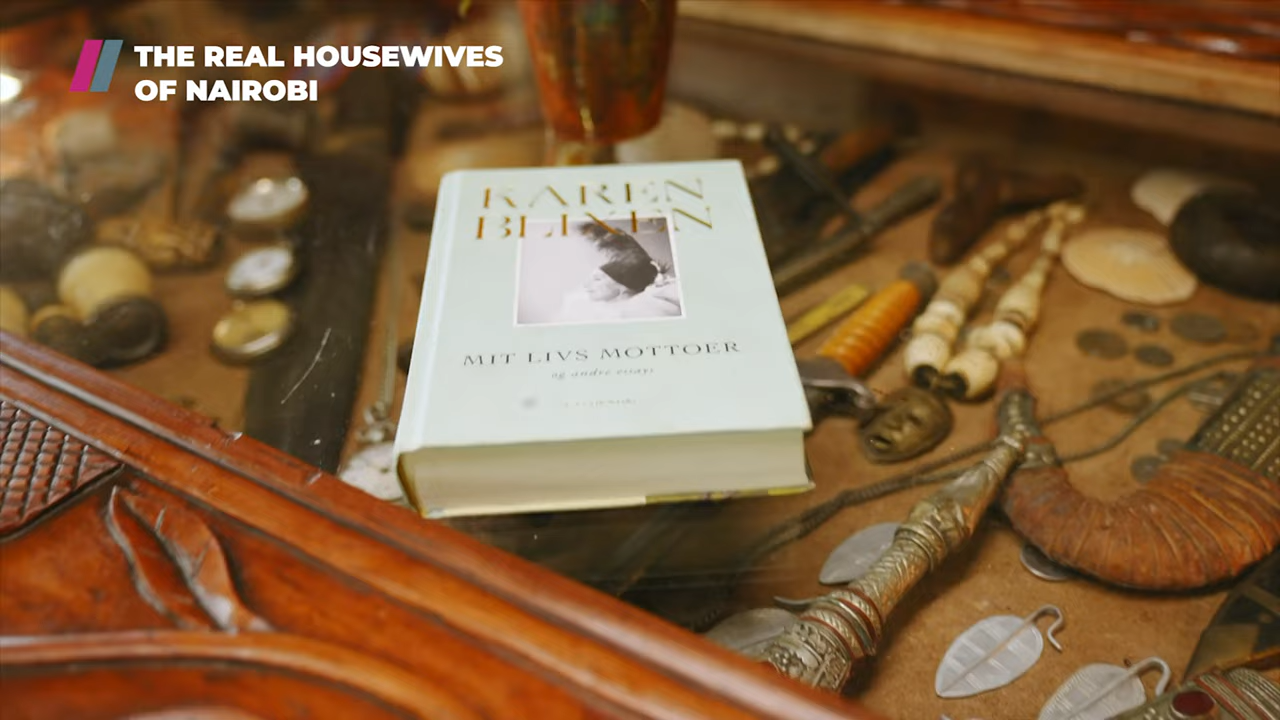 THE REAL HOUSEWIVES
OF NAIROBI
KAREN
BLIXEN
MIT LIVS MOTTOER
og andre essays